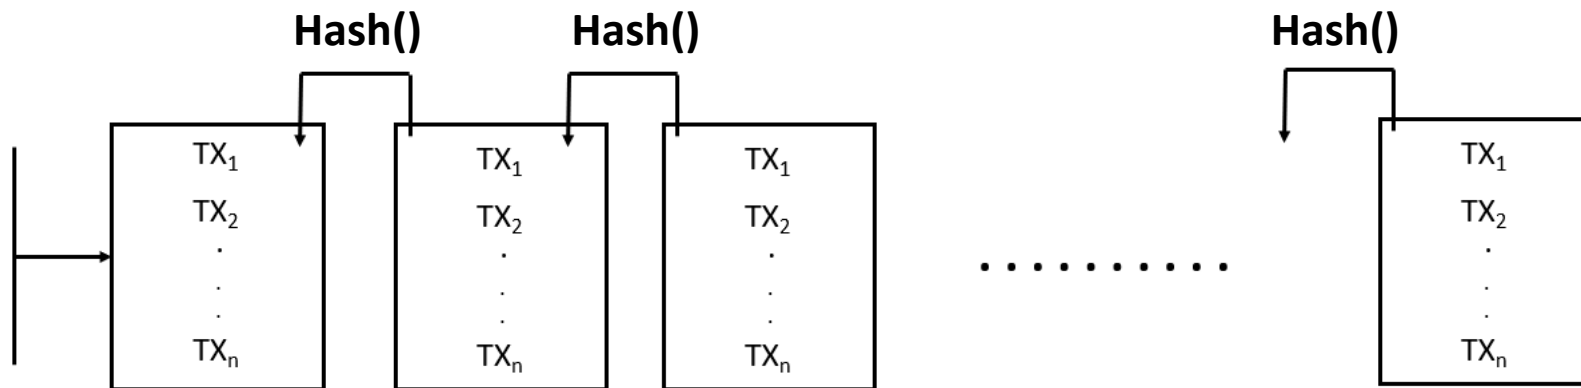 Hash() Hash() Hash()
TX₁ TX₁ TX₁ TX₁
TX₂ TX₂ TX₂ TX₂
. . . .
. . . .
. . . .
TXₙ TXₙ TXₙ TXₙ